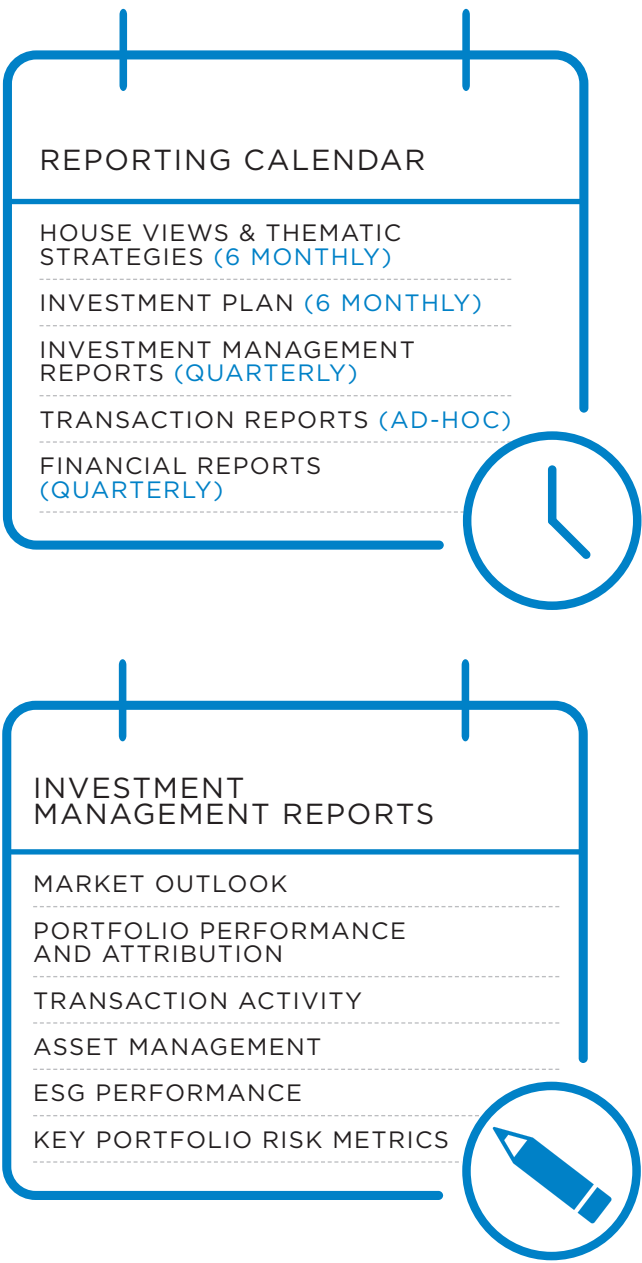 REPORTING CALENDAR
HOUSE VIEWS & THEMATIC
STRATEGIES (6 MONTHLY)
INVESTMENT PLAN (6 MONTHLY)
INVESTMENT MANAGEMENT
REPORTS (QUARTERLY)
TRANSACTION REPORTS (AD-HOC)
FINANCIAL REPORTS
(QUARTERLY)
INVESTMENT
MANAGEMENT REPORTS
MARKET OUTLOOK
PORTFOLIO PERFORMANCE
AND ATTRIBUTION
TRANSACTION ACTIVITY
ASSET MANAGEMENT
ESG PERFORMANCE
KEY PORTFOLIO RISK METRICS